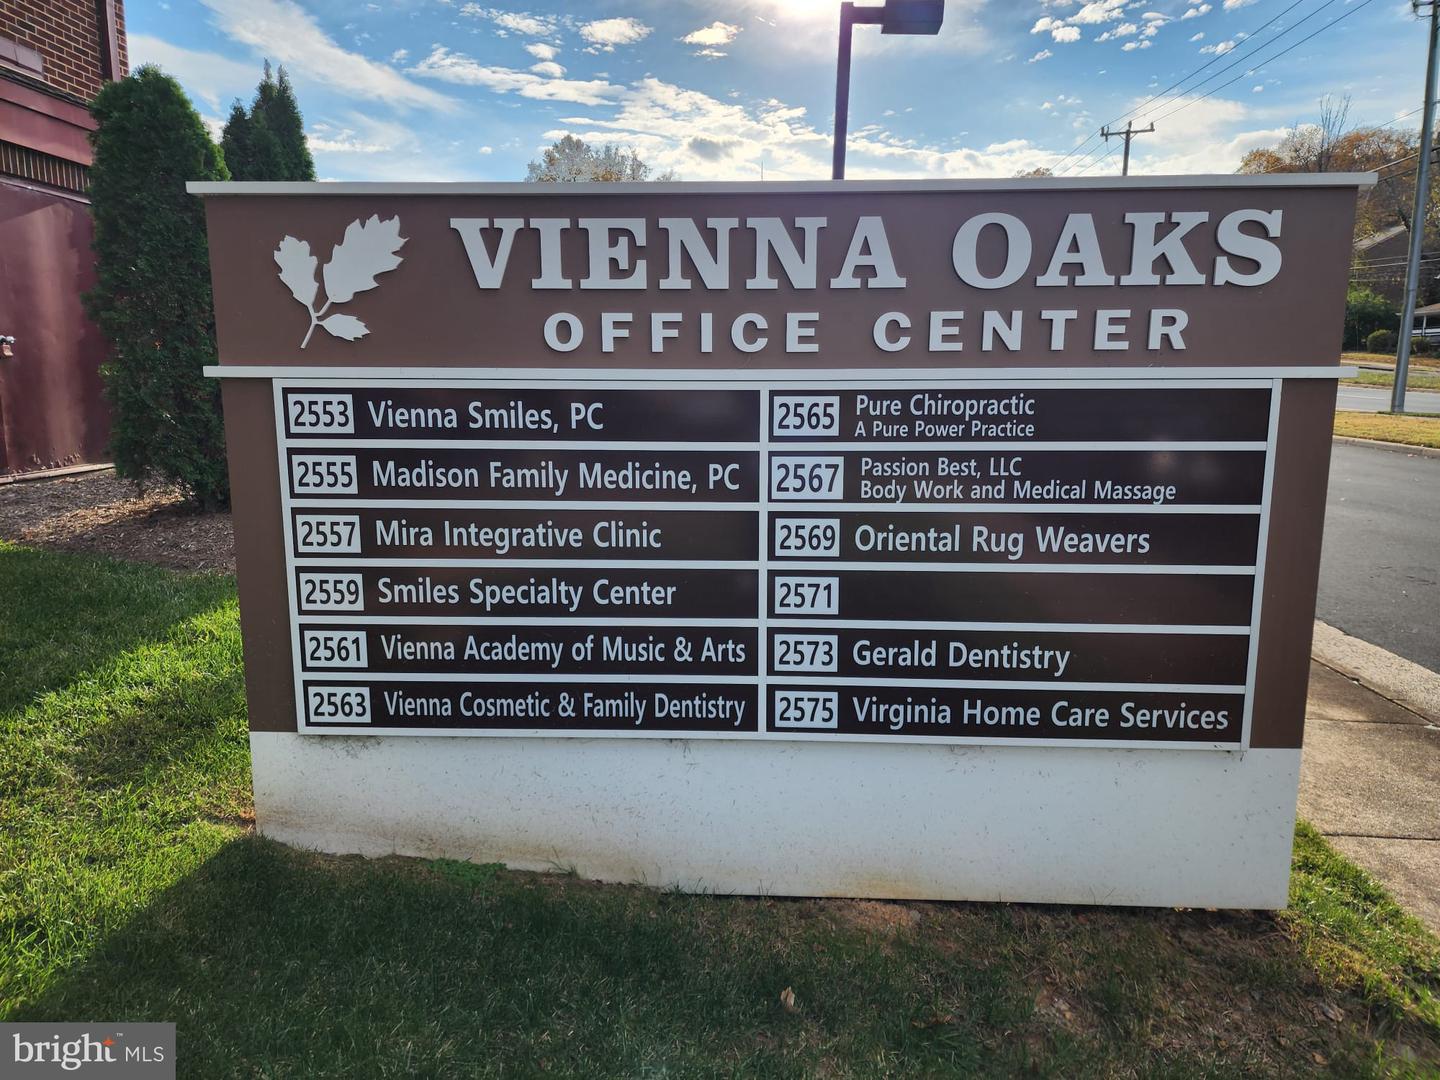 VIENNA OAKS
OFFICE CENTER
2553 Vienna Smiles, PC
2555 Madison Family Medicine, PC
2557 Mira Integrative Clinic
2559 Smiles Specialty Center
2561 Vienna Academy of Music & Arts
2563 Vienna Cosmetic & Family Dentistry
2565 Pure Chiropractic
A Pure Power Practice
2567 Passion Best, LLC
Body Work and Medical Massage
2569 Oriental Rug Weavers
2571
2573 Gerald Dentistry
2575 Virginia Home Care Services
bright™ MLS